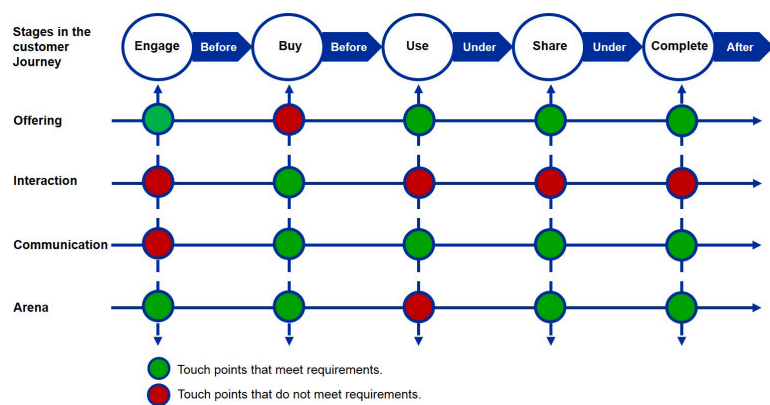 Stages in the
customer
Journey
Engage
Before
Buy
Before
Use
Under
Share
Under
Complete
After
Offering
Interaction
Communication
Arena
Touch points that meet requirements.
Touch points that do not meet requirements.